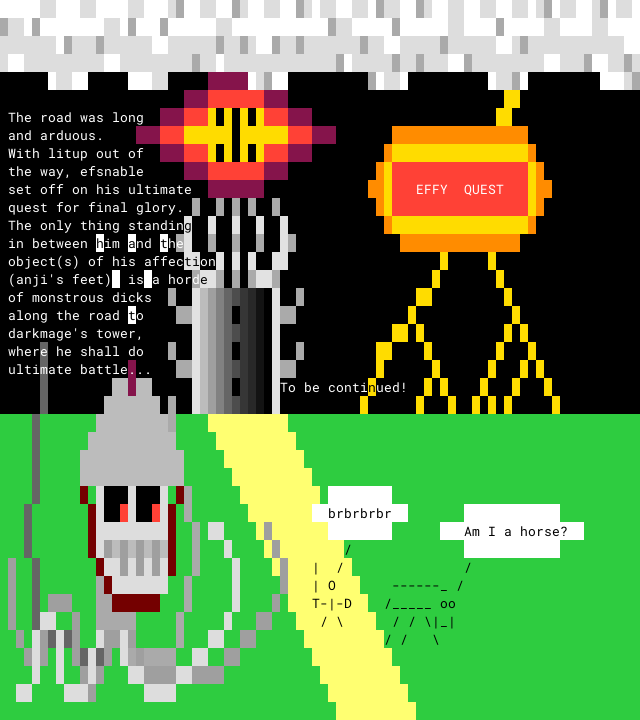 The road was long
and arduous.
With litup out of
the way, efsnable
set off on his ultimate
quest for final glory.
The only thing standing
in between him and the
object(s) of his affection
(anji's feet) is a horde
of monstrous dicks
along the road to
darkmage's tower,
where he shall do
ultimate battle...
EFFY QUEST
To be continued!
brbrbrbr
Am I a horse?